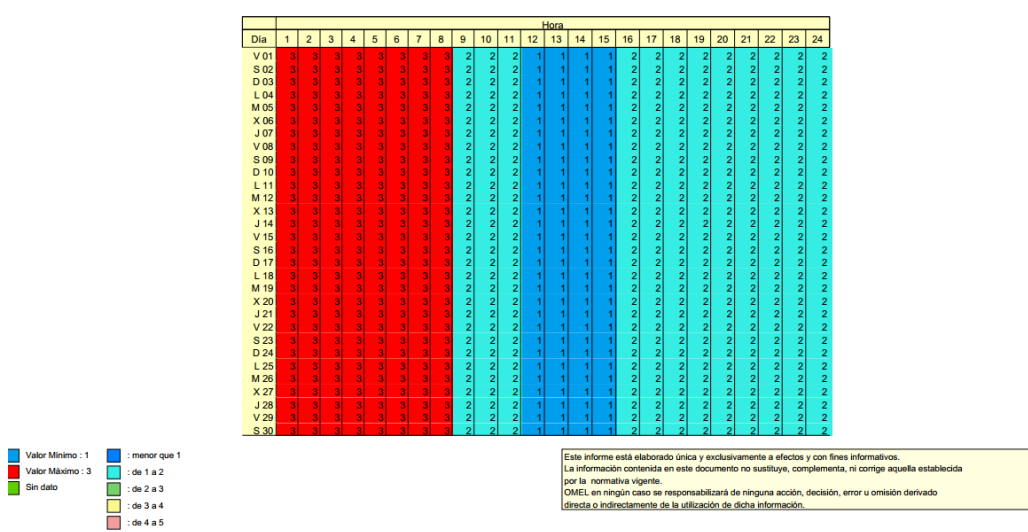 Hora
Día 1 2 3 4 5 6 7 8 9 10 11 12 13 14 15 16 17 18 19 20 21 22 23 24
V 01 3 3 3 3 3 3 3 3 2 2 2 1 1 1 1 2 2 2 2 2 2 2 2 2
S 02 3 3 3 3 3 3 3 3 2 2 2 1 1 1 1 2 2 2 2 2 2 2 2 2
D 03 3 3 3 3 3 3 3 3 2 2 2 1 1 1 1 2 2 2 2 2 2 2 2 2
L 04 3 3 3 3 3 3 3 3 2 2 2 1 1 1 1 2 2 2 2 2 2 2 2 2
M 05 3 3 3 3 3 3 3 3 2 2 2 1 1 1 1 2 2 2 2 2 2 2 2 2
X 06 3 3 3 3 3 3 3 3 2 2 2 1 1 1 1 2 2 2 2 2 2 2 2 2
J 07 3 3 3 3 3 3 3 3 2 2 2 1 1 1 1 2 2 2 2 2 2 2 2 2
V 08 3 3 3 3 3 3 3 3 2 2 2 1 1 1 1 2 2 2 2 2 2 2 2 2
S 09 3 3 3 3 3 3 3 3 2 2 2 1 1 1 1 2 2 2 2 2 2 2 2 2
D 10 3 3 3 3 3 3 3 3 2 2 2 1 1 1 1 2 2 2 2 2 2 2 2 2
L 11 3 3 3 3 3 3 3 3 2 2 2 1 1 1 1 2 2 2 2 2 2 2 2 2
M 12 3 3 3 3 3 3 3 3 2 2 2 1 1 1 1 2 2 2 2 2 2 2 2 2
X 13 3 3 3 3 3 3 3 3 2 2 2 1 1 1 1 2 2 2 2 2 2 2 2 2
J 14 3 3 3 3 3 3 3 3 2 2 2 1 1 1 1 2 2 2 2 2 2 2 2 2
V 15 3 3 3 3 3 3 3 3 2 2 2 1 1 1 1 2 2 2 2 2 2 2 2 2
S 16 3 3 3 3 3 3 3 3 2 2 2 1 1 1 1 2 2 2 2 2 2 2 2 2
D 17 3 3 3 3 3 3 3 3 2 2 2 1 1 1 1 2 2 2 2 2 2 2 2 2
L 18 3 3 3 3 3 3 3 3 2 2 2 1 1 1 1 2 2 2 2 2 2 2 2 2
M 19 3 3 3 3 3 3 3 3 2 2 2 1 1 1 1 2 2 2 2 2 2 2 2 2
X 20 3 3 3 3 3 3 3 3 2 2 2 1 1 1 1 2 2 2 2 2 2 2 2 2
J 21 3 3 3 3 3 3 3 3 2 2 2 1 1 1 1 2 2 2 2 2 2 2 2 2
V 22 3 3 3 3 3 3 3 3 2 2 2 1 1 1 1 2 2 2 2 2 2 2 2 2
S 23 3 3 3 3 3 3 3 3 2 2 2 1 1 1 1 2 2 2 2 2 2 2 2 2
D 24 3 3 3 3 3 3 3 3 2 2 2 1 1 1 1 2 2 2 2 2 2 2 2 2
L 25 3 3 3 3 3 3 3 3 2 2 2 1 1 1 1 2 2 2 2 2 2 2 2 2
M 26 3 3 3 3 3 3 3 3 2 2 2 1 1 1 1 2 2 2 2 2 2 2 2 2
X 27 3 3 3 3 3 3 3 3 2 2 2 1 1 1 1 2 2 2 2 2 2 2 2 2
J 28 3 3 3 3 3 3 3 3 2 2 2 1 1 1 1 2 2 2 2 2 2 2 2 2
V 29 3 3 3 3 3 3 3 3 2 2 2 1 1 1 1 2 2 2 2 2 2 2 2 2
S 30 3 3 3 3 3 3 3 3 2 2 2 1 1 1 1 2 2 2 2 2 2 2 2 2
Valor Mínimo : 1
Valor Máximo : 3
Sin dato
: menor que 1
: de 1 a 2
: de 2 a 3
: de 3 a 4
: de 4 a 5
Este informe está elaborado única y exclusivamente a efectos y con fines informativos.
La información contenida en este documento no sustituye, complementa, ni corrige aquella establecida
por la normativa vigente.
OMEL en ningún caso se responsabilizará de ninguna acción, decisión, error u omisión derivado
directa o indirectamente de la utilización de dicha información.